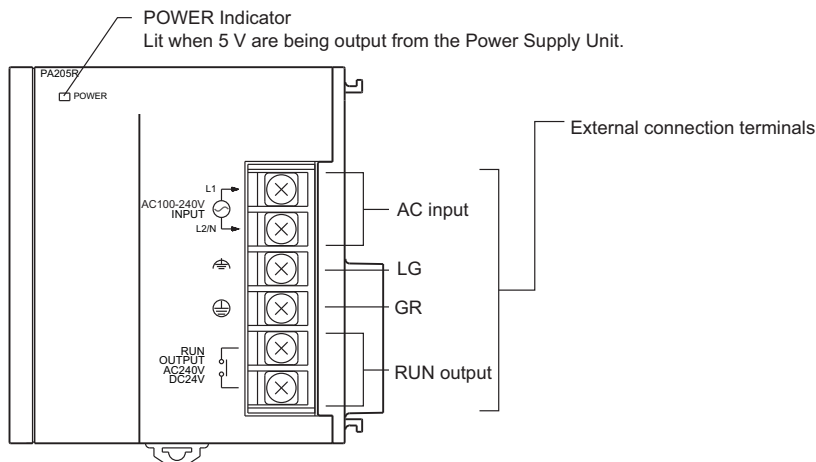 POWER Indicator
Lit when 5 V are being output from the Power Supply Unit.
PA205R
POWER
External connection terminals
L1
AC100-240V
INPUT
L2/N
AC input
LG
GR
RUN
OUTPUT
AC240V
DC24V
RUN output